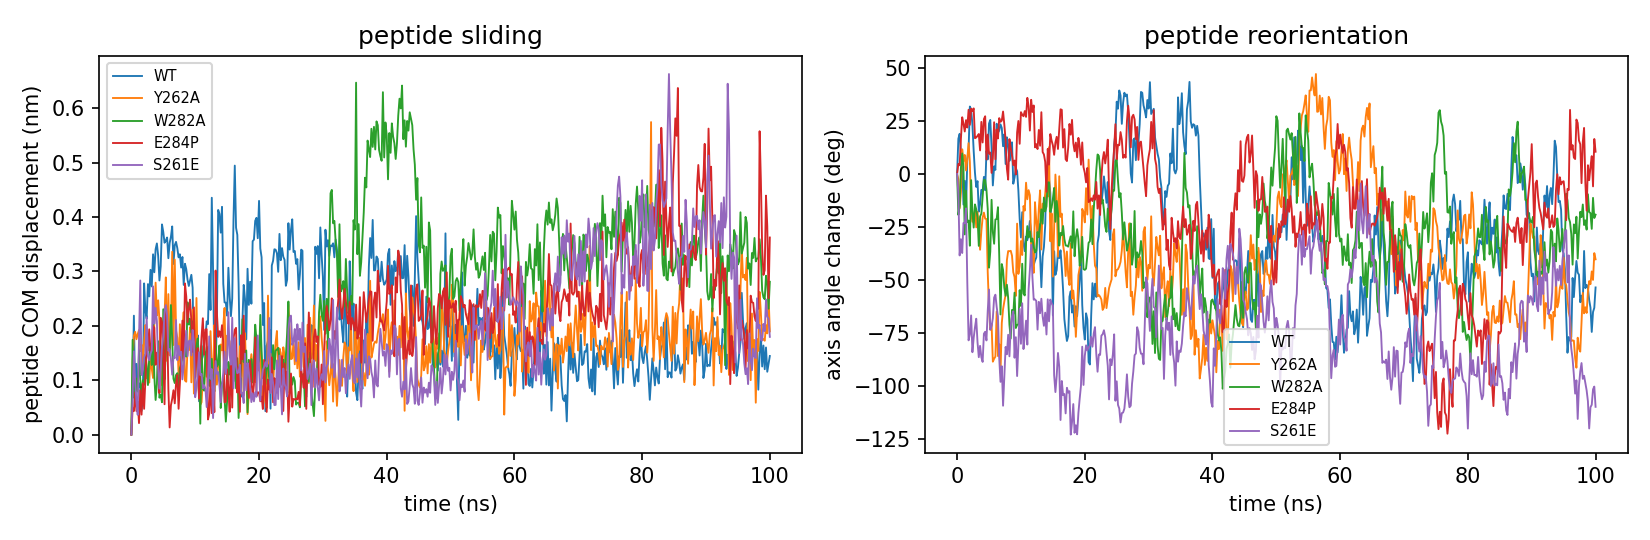 peptide sliding
peptide COM displacement (nm)
0.6
0.5
0.4
0.3
0.2
0.1
0.0
WT
Y262A
W282A
E284P
S261E
0 20 40 60 80 100
time (ns)
peptide reorientation
axis angle change (deg)
50
25
0
−25
−50
−75
−100
−125
WT
Y262A
W282A
E284P
S261E
0 20 40 60 80 100
time (ns)